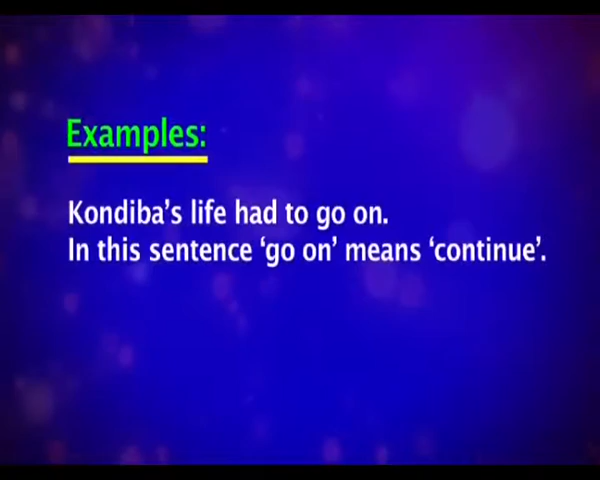 Examples:
Kondiba's life had to go on.
In this sentence ‘go on’ means ‘continue’.